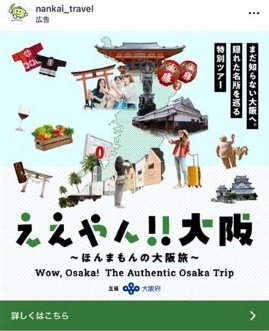 nankai_travel
広告
まだ知らない大阪へ。
隠れた名所を巡る
特別ツアー
ええやん!!大阪
~ほんまもんの大阪旅~
Wow, Osaka! The Authentic Osaka Trip
主催 大阪府
詳しくはこちら